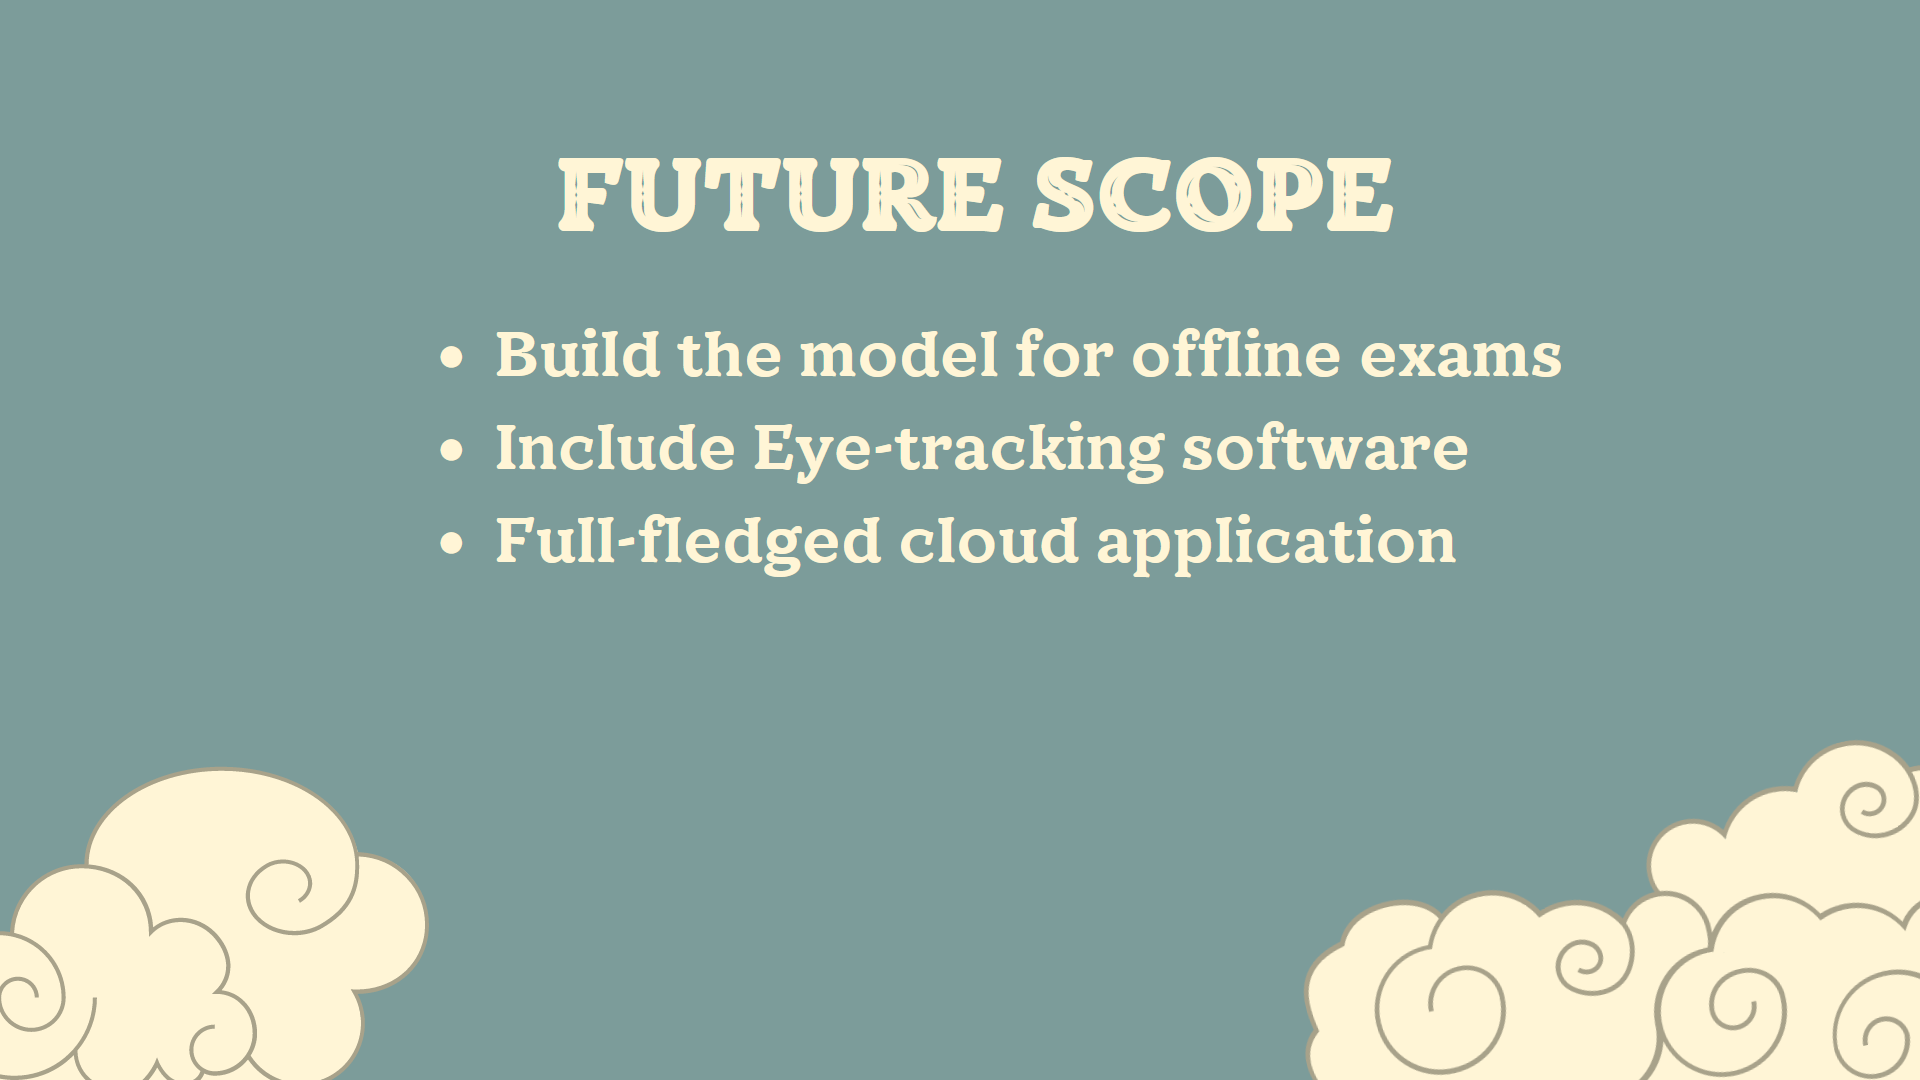 FUTURE SCOPE
• Build the model for offline exams
• Include Eye-tracking software
• Full-fledged cloud application